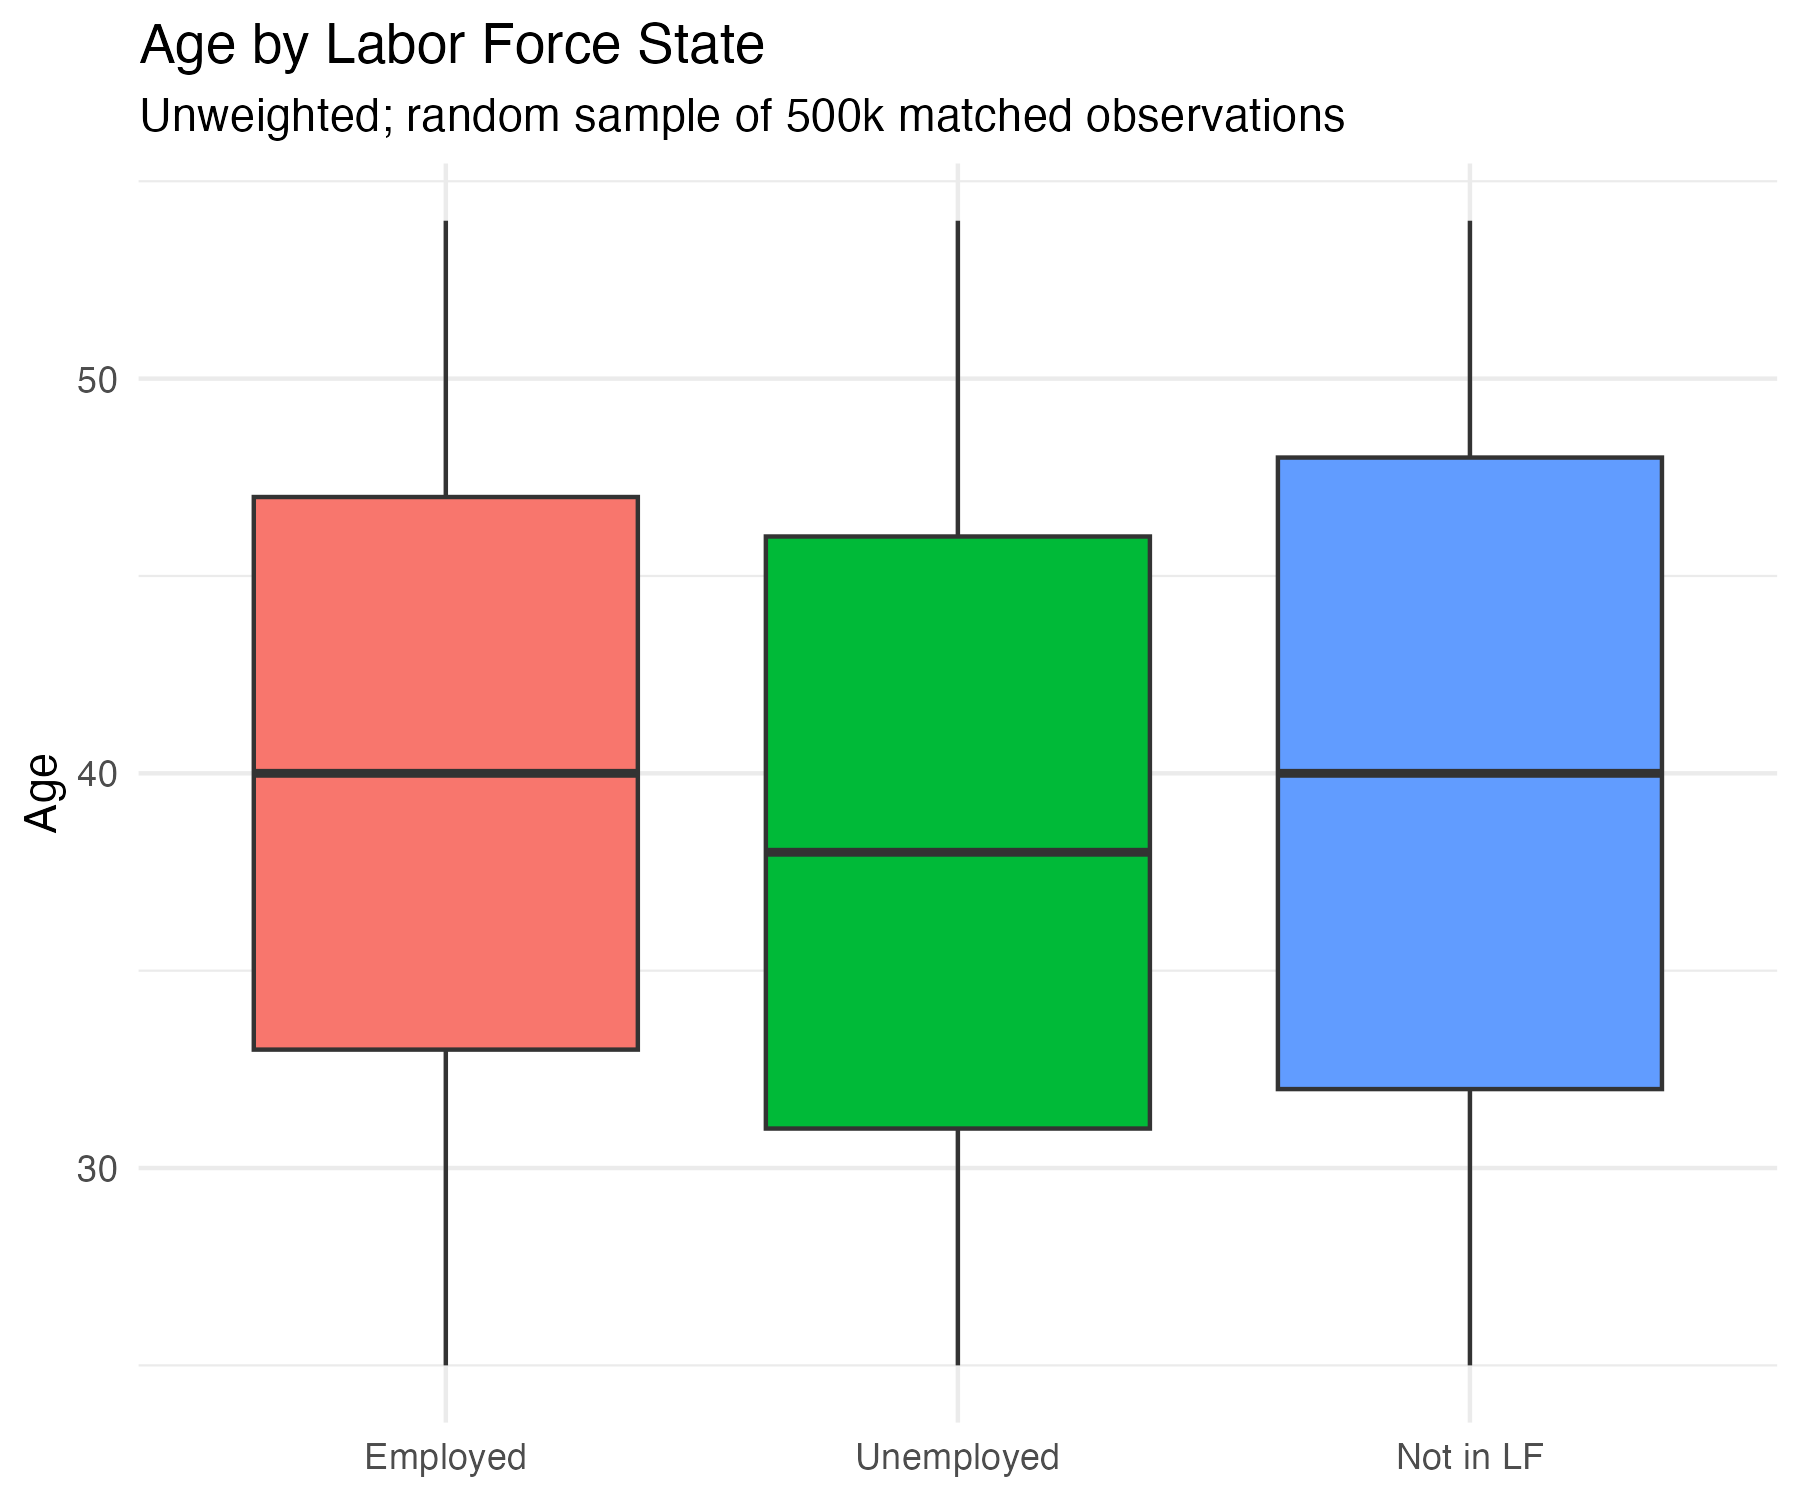 Age by Labor Force State
Unweighted; random sample of 500k matched observations
50
40
30
Age
Employed
Unemployed
Not in LF